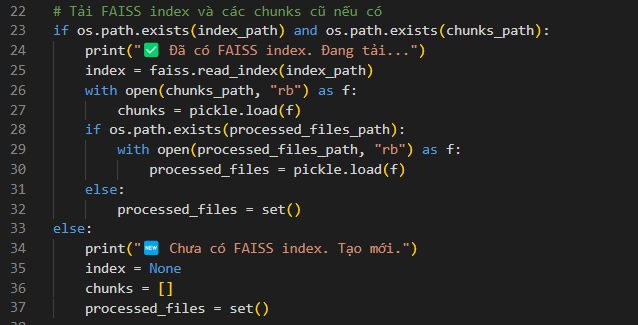 22 # Tải FAISS index và các chunks cũ nếu có
23 if os.path.exists(index_path) and os.path.exists(chunks_path):
24     print("✅ Đã có FAISS index. Đang tải...")
25     index = faiss.read_index(index_path)
26     with open(chunks_path, "rb") as f:
27         chunks = pickle.load(f)
28     if os.path.exists(processed_files_path):
29         with open(processed_files_path, "rb") as f:
30             processed_files = pickle.load(f)
31     else:
32         processed_files = set()
33 else:
34     print("🆕 Chưa có FAISS index. Tạo mới.")
35     index = None
36     chunks = []
37     processed_files = set()